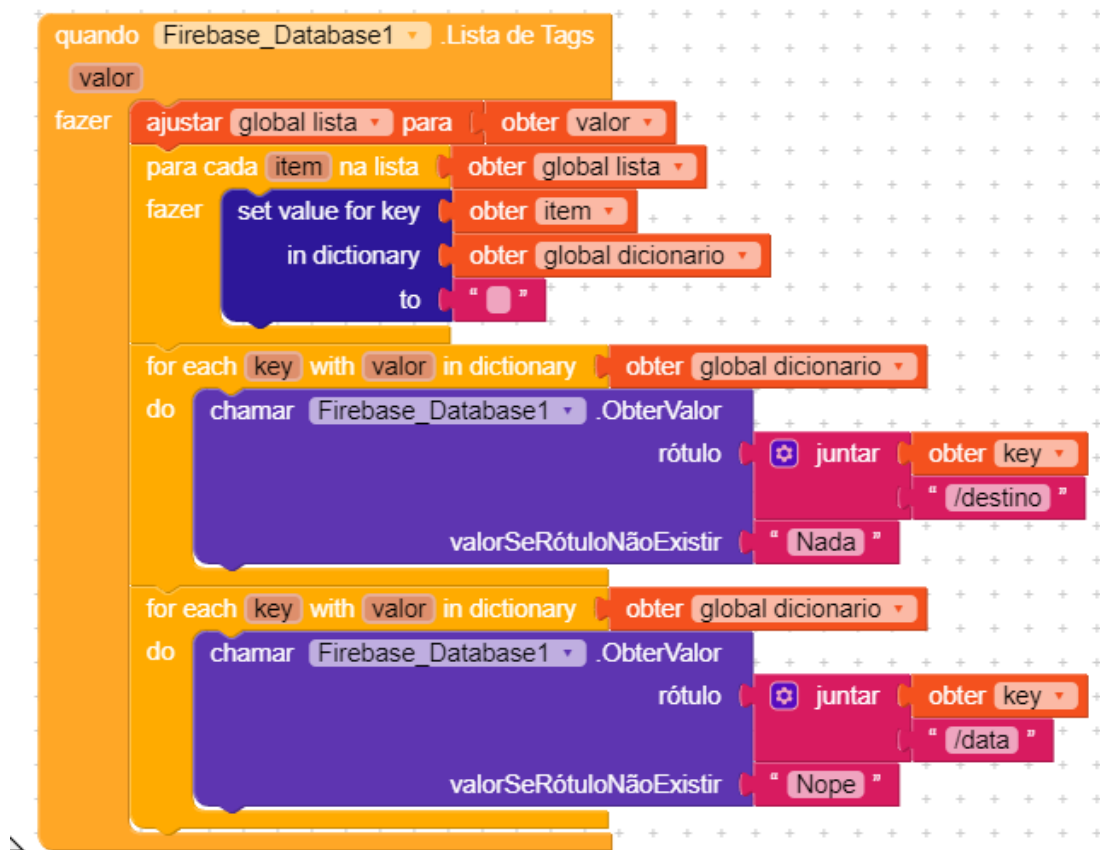 quando Firebase_Database1 .Lista de Tags
valor
fazer ajustar global lista para obter valor
para cada item na lista obter global lista
fazer set value for key obter item
in dictionary obter global dicionario
to " "
for each key with valor in dictionary obter global dicionario
do chamar Firebase_Database1 .ObterValor
rótulo juntar obter key
" /destino "
valorSeRótuloNãoExistir " Nada "
for each key with valor in dictionary obter global dicionario
do chamar Firebase_Database1 .ObterValor
rótulo juntar obter key
" /data "
valorSeRótuloNãoExistir " Nope "